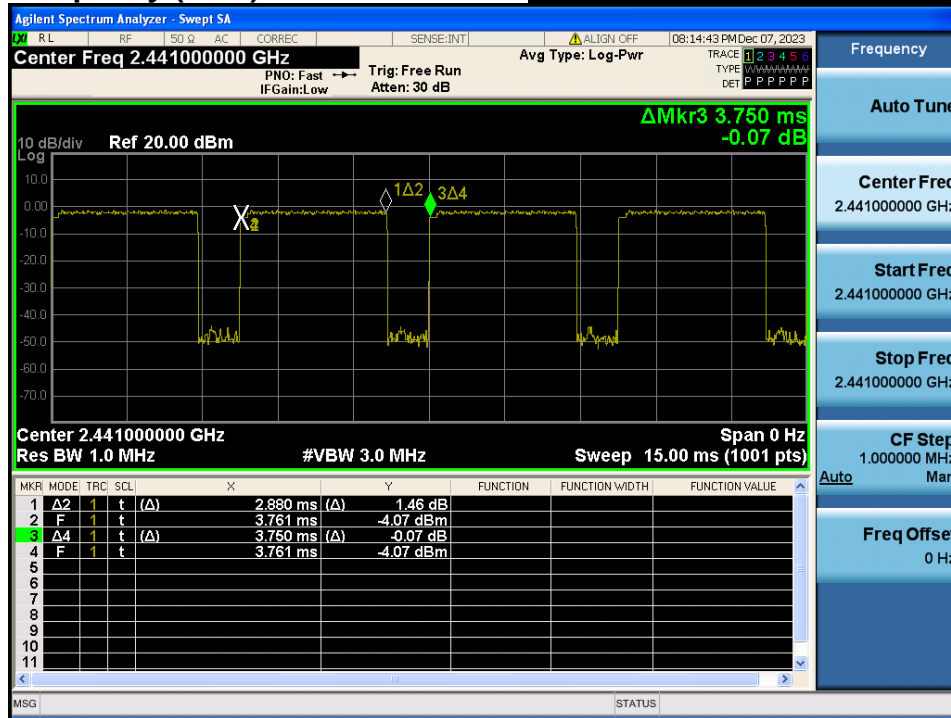 Agilent Spectrum Analyzer - Swept SA
LXI RL RF 50 Ω AC CORREC SENSE:INT ALIGN OFF 08:14:43 PM Dec 07, 2023
Center Freq 2.441000000 GHz Avg Type: Log-Pwr TRACE 1 2 3 4 5 6
PNO: Fast Trig: Free Run TYPE WWWWWW
IFGain:Low Atten: 30 dB DET P P P P P P
ΔMkr3 3.750 ms
-0.07 dB
10 dB/div Ref 20.00 dBm
Log
10.0
0.00
-10.0
-20.0
-30.0
-40.0
-50.0
-60.0
-70.0
1Δ2 3Δ4
Center 2.441000000 GHz Span 0 Hz
Res BW 1.0 MHz #VBW 3.0 MHz Sweep 15.00 ms (1001 pts)
MKR MODE TRC SCL X Y FUNCTION FUNCTION WIDTH FUNCTION VALUE
1 Δ2 1 t (Δ) 2.880 ms (Δ) 1.46 dB
2 F 1 t 3.761 ms -4.07 dBm
3 Δ4 1 t (Δ) 3.750 ms (Δ) -0.07 dB
4 F 1 t 3.761 ms -4.07 dBm
5
6
7
8
9
10
11
MSG STATUS
Frequency
Auto Tune
Center Freq
2.441000000 GHz
Start Freq
2.441000000 GHz
Stop Freq
2.441000000 GHz
CF Step
1.000000 MHz
Auto Man
Freq Offset
0 Hz